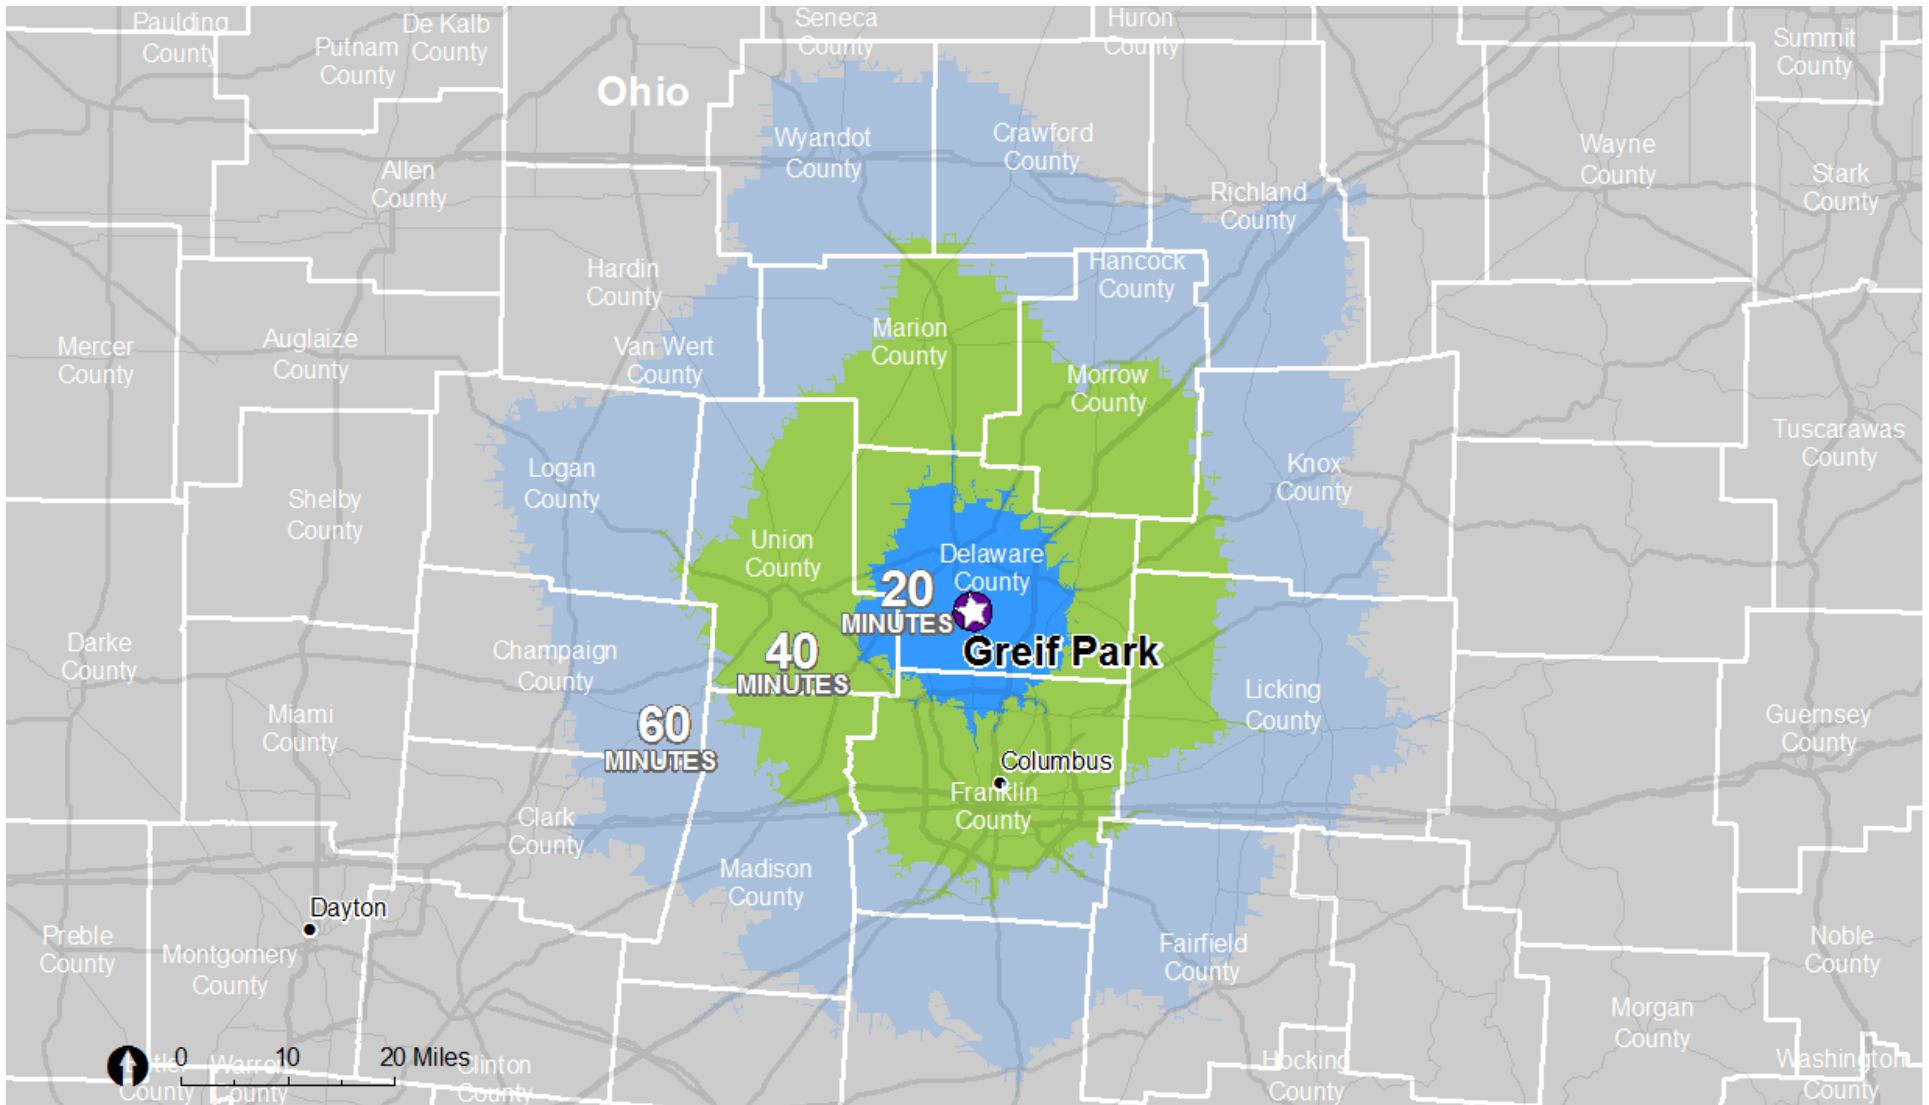 Paulding
County
De Kalb
County
Putnam
County
Seneca
County
Huron
County
Summit
County
Ohio
Wyandot
County
Crawford
County
Wayne
County
Allen
County
Stark
County
Richland
County
Hardin
County
Hancock
County
Marion
County
Mercer
County
Auglaize
County
Van Wert
County
Morrow
County
Tuscarawas
County
Logan
County
Knox
County
Shelby
County
Union
County
Delaware
County
20
MINUTES
Greif Park
Darke
County
Champaign
County
40
MINUTES
Licking
County
Miami
County
60
MINUTES
Guernsey
County
Columbus
Franklin
County
Clark
County
Madison
County
Dayton
Preble
County
Montgomery
County
Fairfield
County
Noble
County
Morgan
County
0 10 20 Miles
County
Warren
County
Clinton
County
Hocking
County
Washington
County